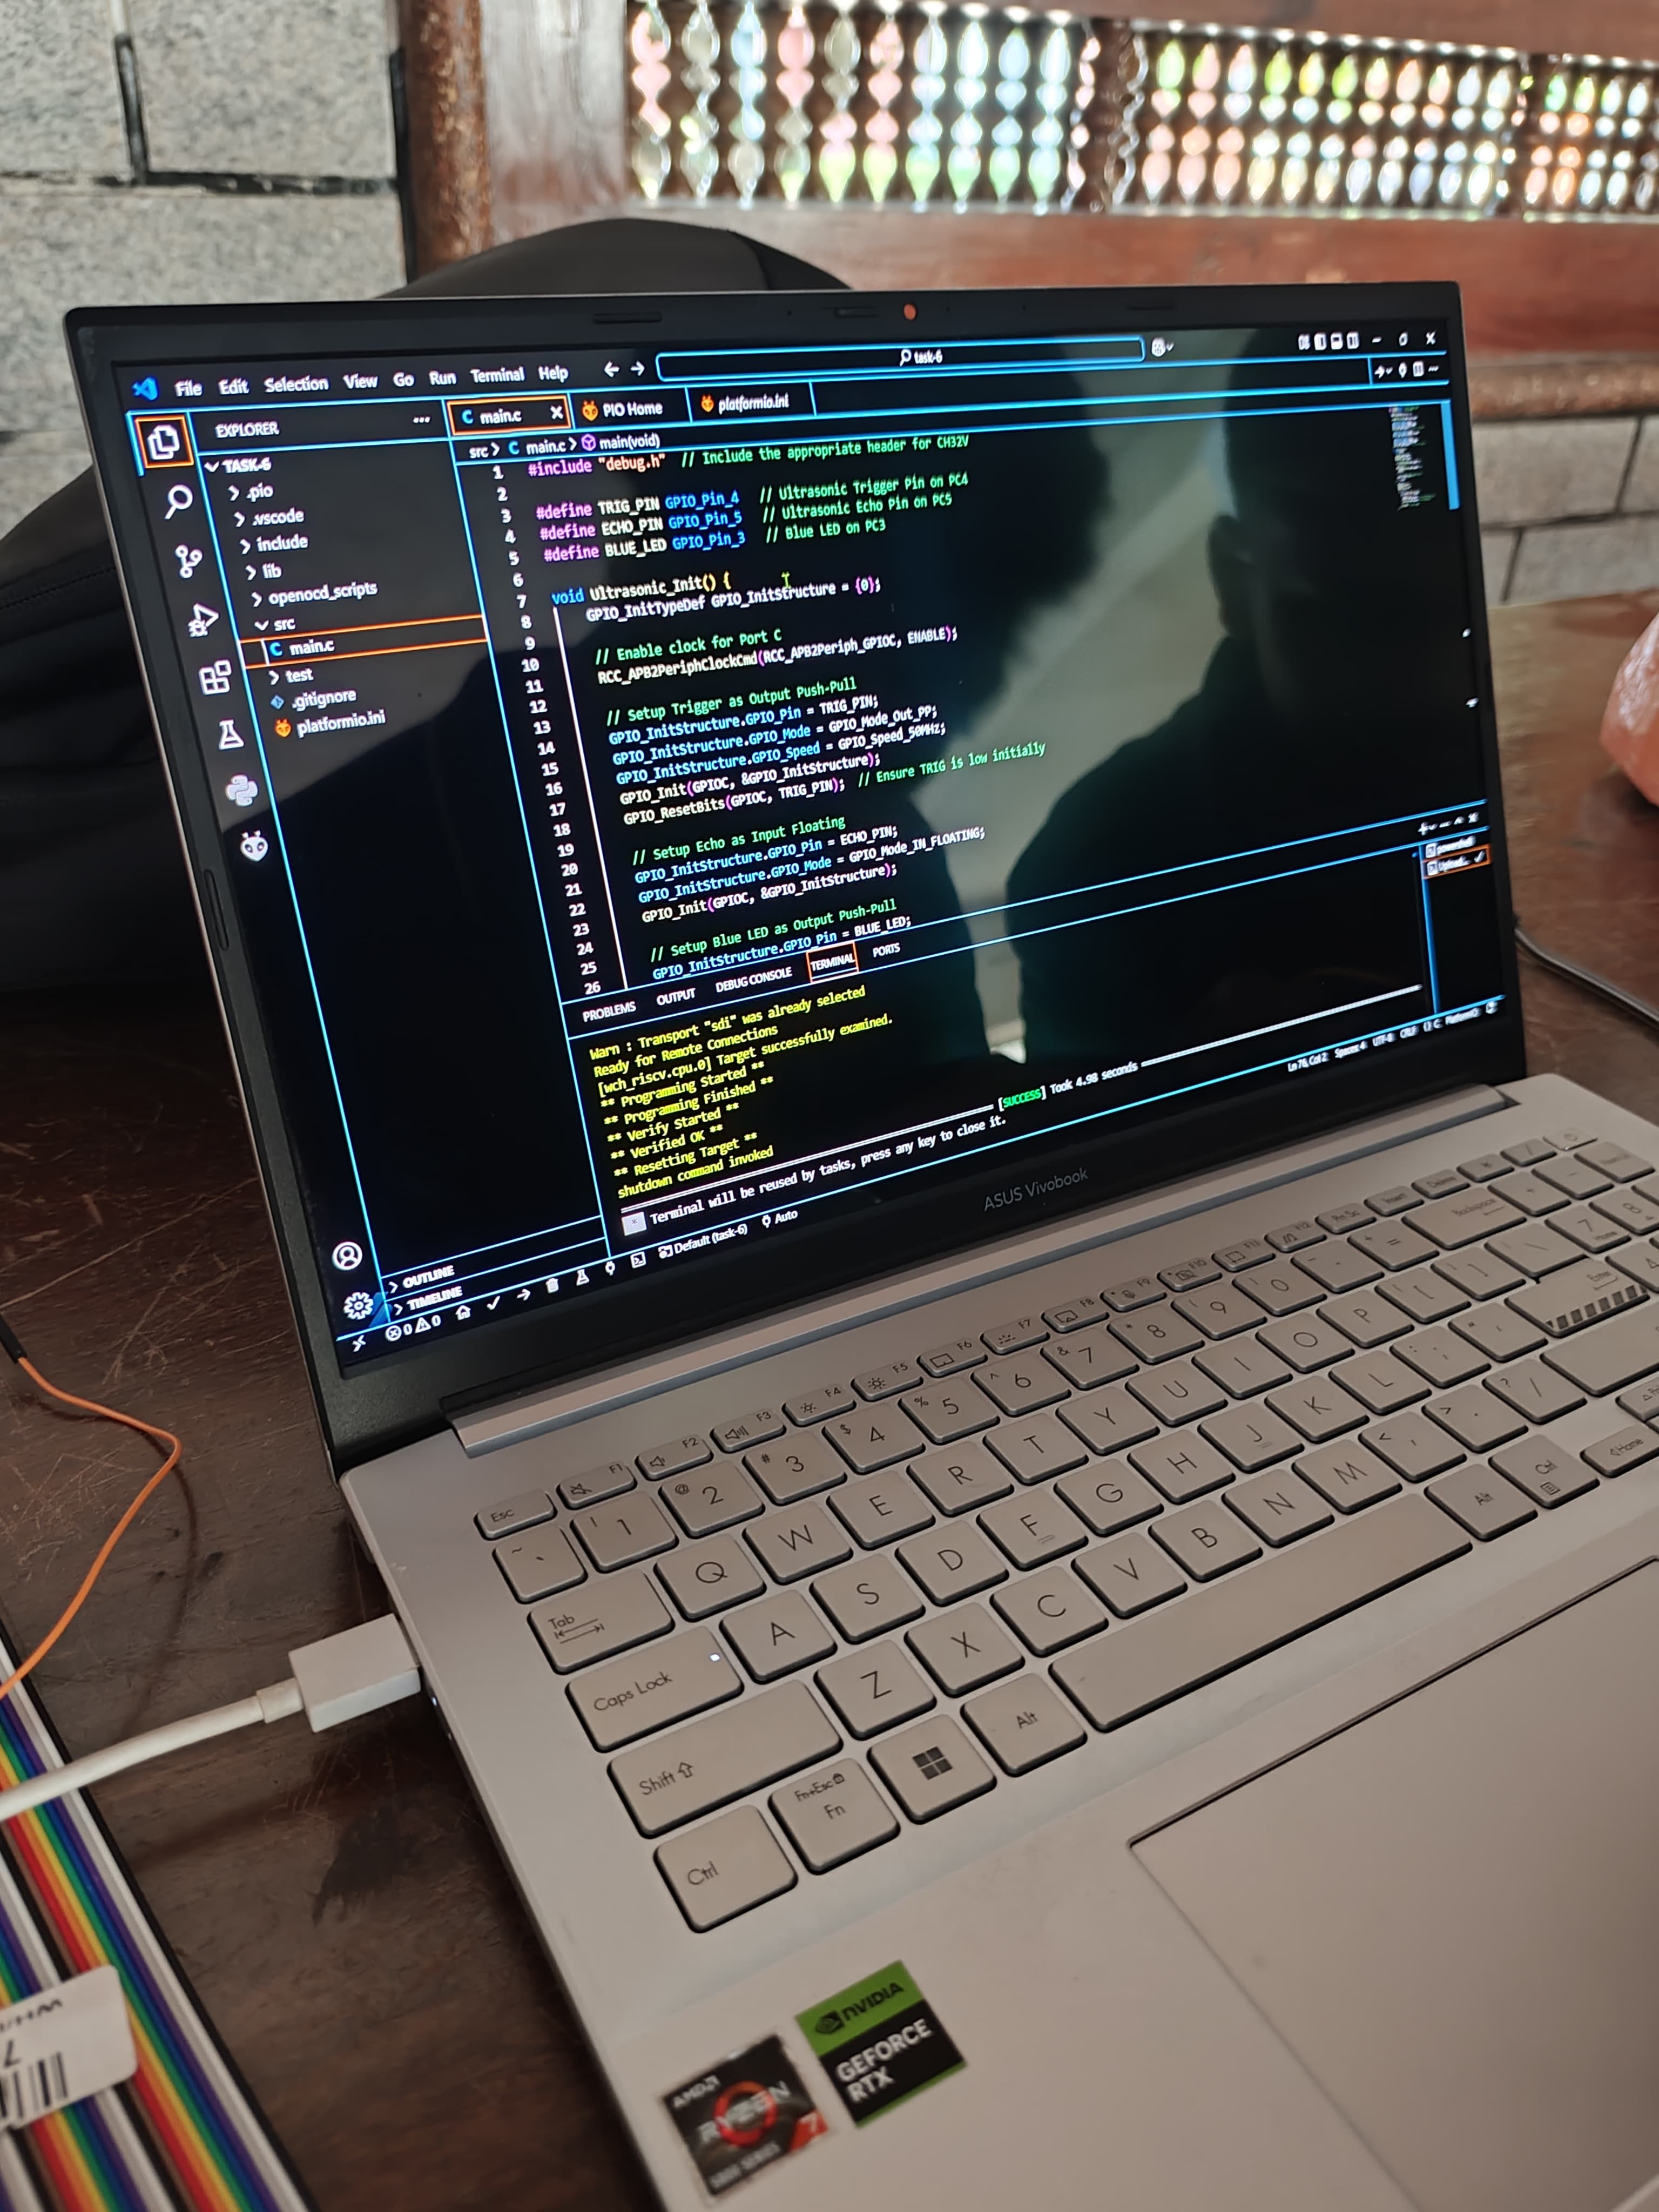 File Edit Selection View Go Run Terminal Help
task-6
EXPLORER
main.c
PIO Home
platformio.ini
TASK-6
.pio
.vscode
include
lib
openocd_scripts
src
main.c
test
.gitignore
platformio.ini
OUTLINE
TIMELINE
src > C main.c > main(void)
1 #include "debug.h" // Include the appropriate header for CH32V
2
3 #define TRIG_PIN GPIO_Pin_4 // Ultrasonic Trigger Pin on PC4
4 #define ECHO_PIN GPIO_Pin_5 // Ultrasonic Echo Pin on PC5
5 #define BLUE_LED GPIO_Pin_3 // Blue LED on PC3
6
7 void Ultrasonic_Init() {
8 GPIO_InitTypeDef GPIO_InitStructure = {0};
9
10 // Enable clock for Port C
11 RCC_APB2PeriphClockCmd(RCC_APB2Periph_GPIOC, ENABLE);
12
13 // Setup Trigger as Output Push-Pull
14 GPIO_InitStructure.GPIO_Pin = TRIG_PIN;
15 GPIO_InitStructure.GPIO_Mode = GPIO_Mode_Out_PP;
16 GPIO_InitStructure.GPIO_Speed = GPIO_Speed_50MHz;
17 GPIO_Init(GPIOC, &GPIO_InitStructure);
18 GPIO_ResetBits(GPIOC, TRIG_PIN); // Ensure TRIG is low initially
19
20 // Setup Echo as Input Floating
21 GPIO_InitStructure.GPIO_Pin = ECHO_PIN;
22 GPIO_InitStructure.GPIO_Mode = GPIO_Mode_IN_FLOATING;
23 GPIO_Init(GPIOC, &GPIO_InitStructure);
24
25 // Setup Blue LED as Output Push-Pull
26 GPIO_InitStructure.GPIO_Pin = BLUE_LED;
PROBLEMS OUTPUT DEBUG CONSOLE TERMINAL PORTS
powershell
Upload...
Warn : Transport "sdi" was already selected
Ready for Remote Connections
[wch_riscv.cpu.0] Target successfully examined.
** Programming Started **
** Programming Finished **
** Verify Started **
** Verified OK **
** Resetting Target **
shutdown command invoked
[SUCCESS] Took 4.98 seconds
* Terminal will be reused by tasks, press any key to close it.
0 0 Default (task-6) Auto
Ln 76, Col 2 Spaces: 4 UTF-8 CRLF {} C PlatformIO
ASUS Vivobook
Esc F1 F2 F3 F4 F5 F6 F7 F8 F9 F10 F11 F12 Prt Sc Insert Delete
~ ` ! 1 @ 2 # 3 $ 4 % 5 ^ 6 & 7 * 8 ( 9 ) 0 - + = Backspace
Tab Q W E R T Y U I O P { [ } ] | \ 7 Home 8
Caps Lock A S D F G H J K L : ; " ' Enter
Shift Z X C V B N M < , > . ? /
Ctrl Fn+Esc Fn Alt Alt Ctrl Home
AMD
RYZEN
7
5000 SERIES
NVIDIA
GEFORCE
RTX